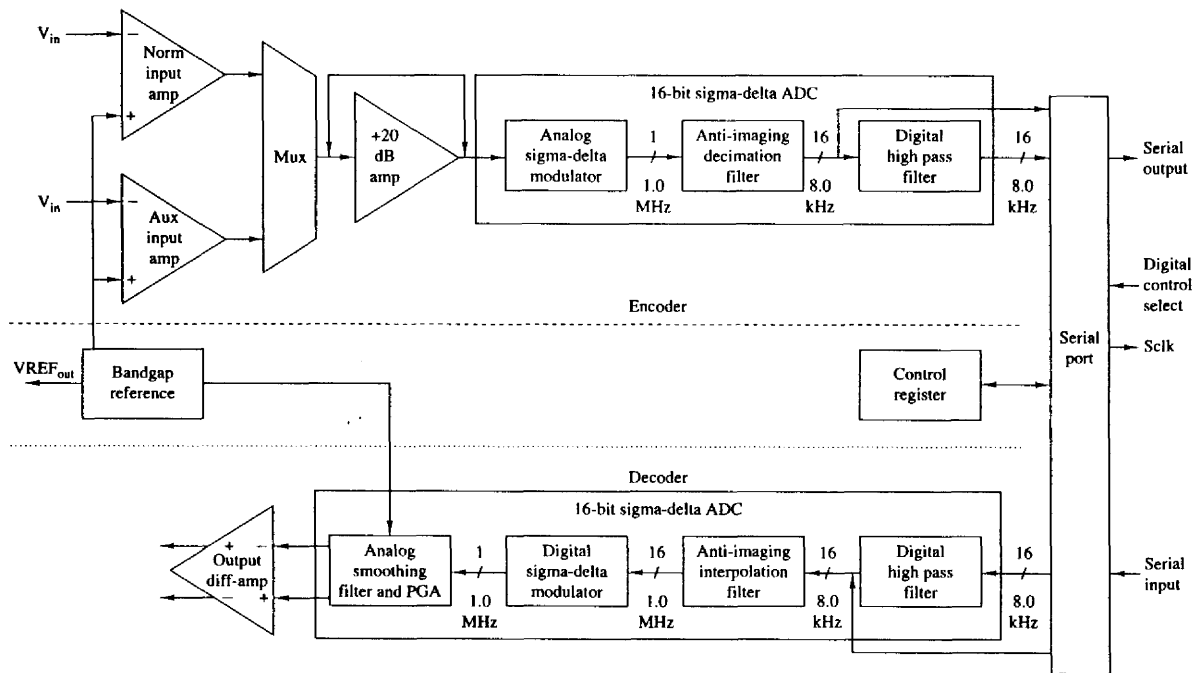 V_in
Norm
input
amp
−
+
V_in
Aux
input
amp
−
+
Mux
+20
dB
amp
16-bit sigma-delta ADC
Analog
sigma-delta
modulator
1
1.0
MHz
Anti-imaging
decimation
filter
16
8.0
kHz
Digital
high pass
filter
16
8.0
kHz
Serial
output
Digital
control
select
Encoder
Serial
port
Sclk
VREF_out
Bandgap
reference
Control
register
Decoder
16-bit sigma-delta ADC
+
−
Output
diff-amp
−
+
Analog
smoothing
filter and PGA
1
1.0
MHz
Digital
sigma-delta
modulator
16
1.0
MHz
Anti-imaging
interpolation
filter
16
8.0
kHz
Digital
high pass
filter
16
8.0
kHz
Serial
input